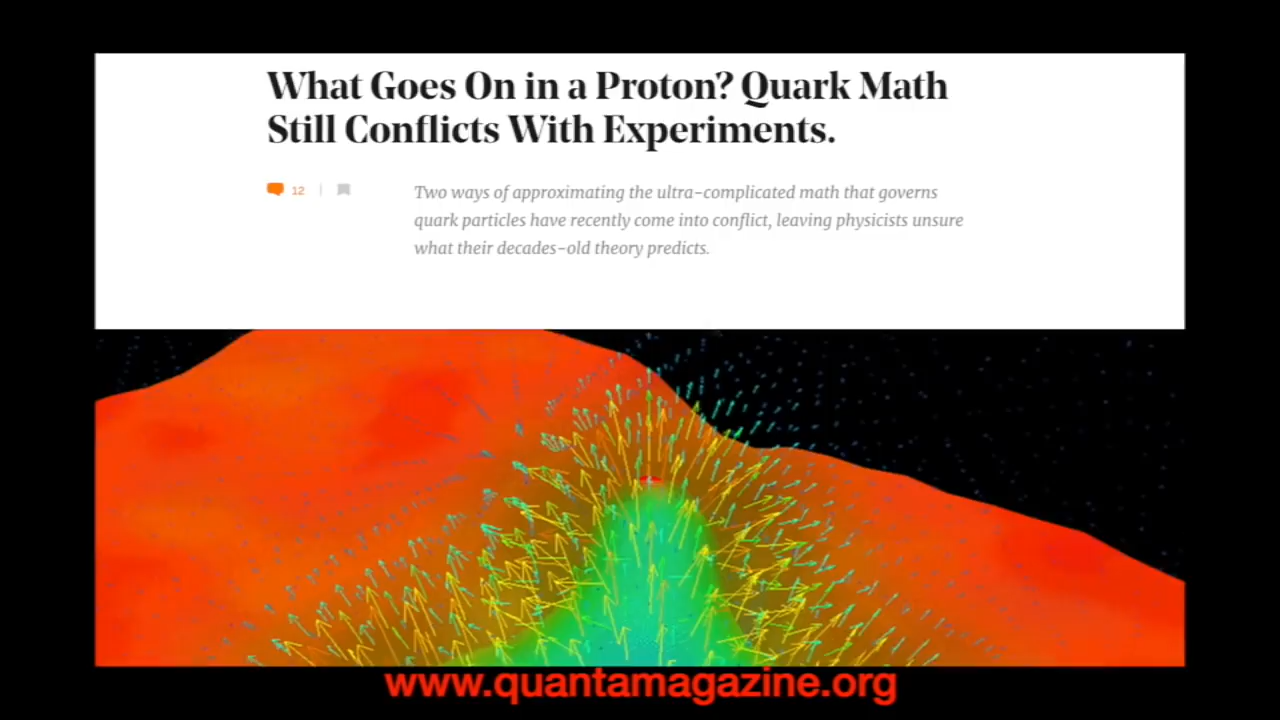 What Goes On in a Proton? Quark Math
Still Conflicts With Experiments.
12
Two ways of approximating the ultra-complicated math that governs
quark particles have recently come into conflict, leaving physicists unsure
what their decades-old theory predicts.
www.quantamagazine.org